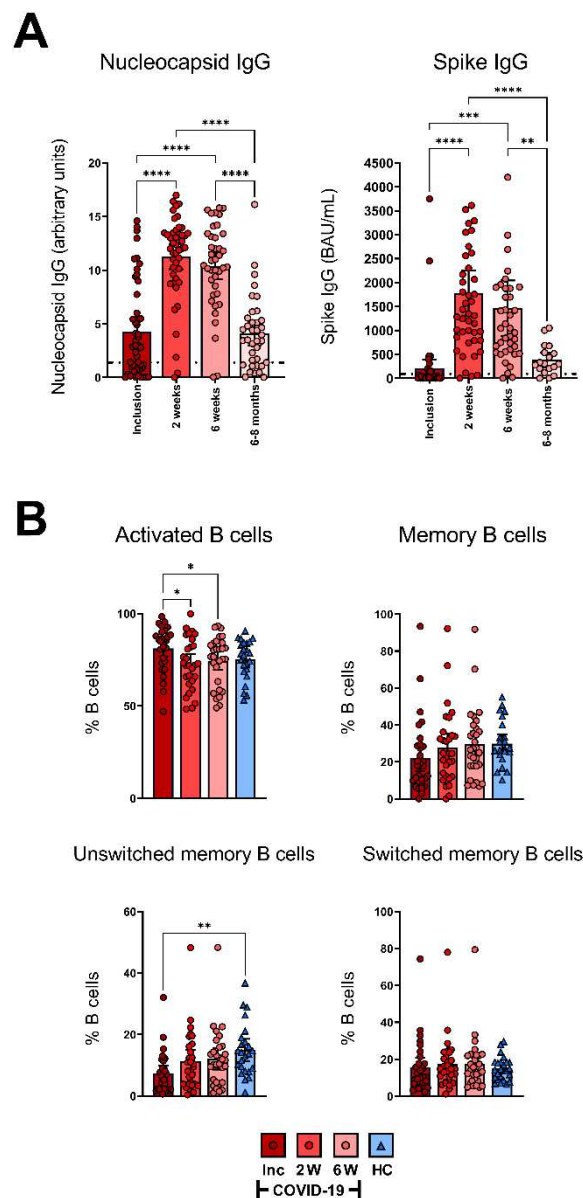 A
Nucleocapsid IgG
Spike IgG
****
****
****
****
Nucleocapsid IgG (arbitrary units)
20
15
10
5
0
Inclusion
2 weeks
6 weeks
6-8 months
****
***
****
**
Spike IgG (BAU/mL)
4500
4000
3500
3000
2500
2000
1500
1000
500
0
Inclusion
2 weeks
6 weeks
6-8 months
B
Activated B cells
Memory B cells
*
*
% B cells
100
50
0
% B cells
100
80
60
40
20
0
Unswitched memory B cells
Switched memory B cells
**
% B cells
60
40
20
0
% B cells
100
80
60
40
20
0
Inc 2W 6W HC
COVID-19